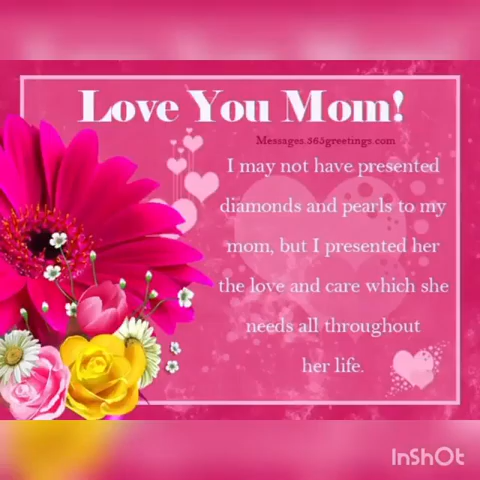 Love You Mom!
Messages.365greetings.com
I may not have presented
diamonds and pearls to my
mom, but I presented her
the love and care which she
needs all throughout
her life.
InShOt